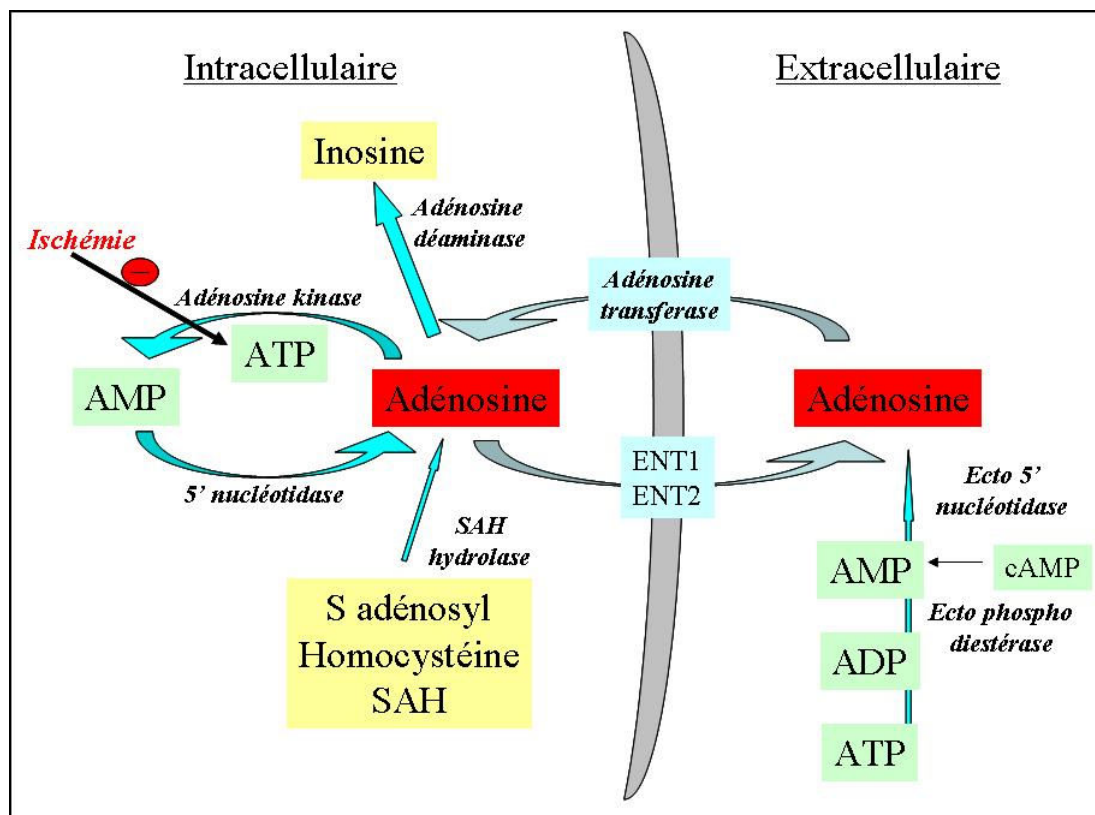 Intracellulaire
Extracellulaire
Inosine
Adénosine
déaminase
Ischémie
Adénosine kinase
ATP
AMP
Adénosine
5' nucléotidase
SAH
hydrolase
S adénosyl
Homocystéine
SAH
Adénosine
transferase
ENT1
ENT2
Adénosine
Ecto 5'
nucléotidase
AMP
cAMP
Ecto phospho
diestérase
ADP
ATP